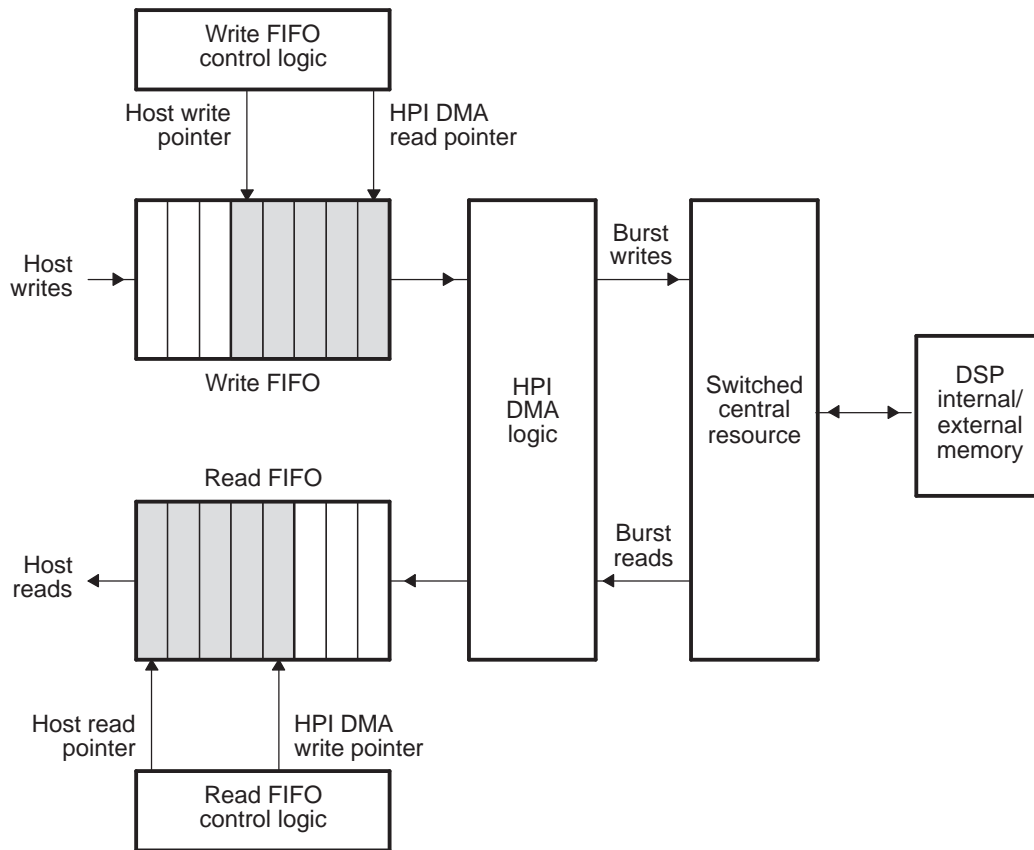 Write FIFO
control logic
Host write
pointer
HPI DMA
read pointer
Host
writes
Burst
writes
Write FIFO
HPI
DMA
logic
Switched
central
resource
DSP
internal/
external
memory
Read FIFO
Host
reads
Burst
reads
Host read
pointer
HPI DMA
write pointer
Read FIFO
control logic